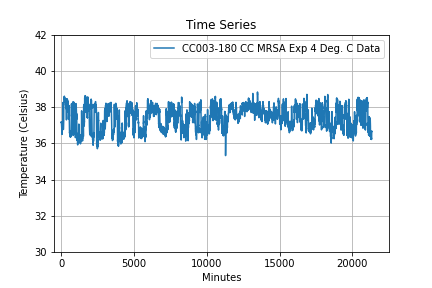 Time Series
CC003-180 CC MRSA Exp 4 Deg. C Data
42
40
38
36
34
32
30
Temperature (Celsius)
0 5000 10000 15000 20000
Minutes